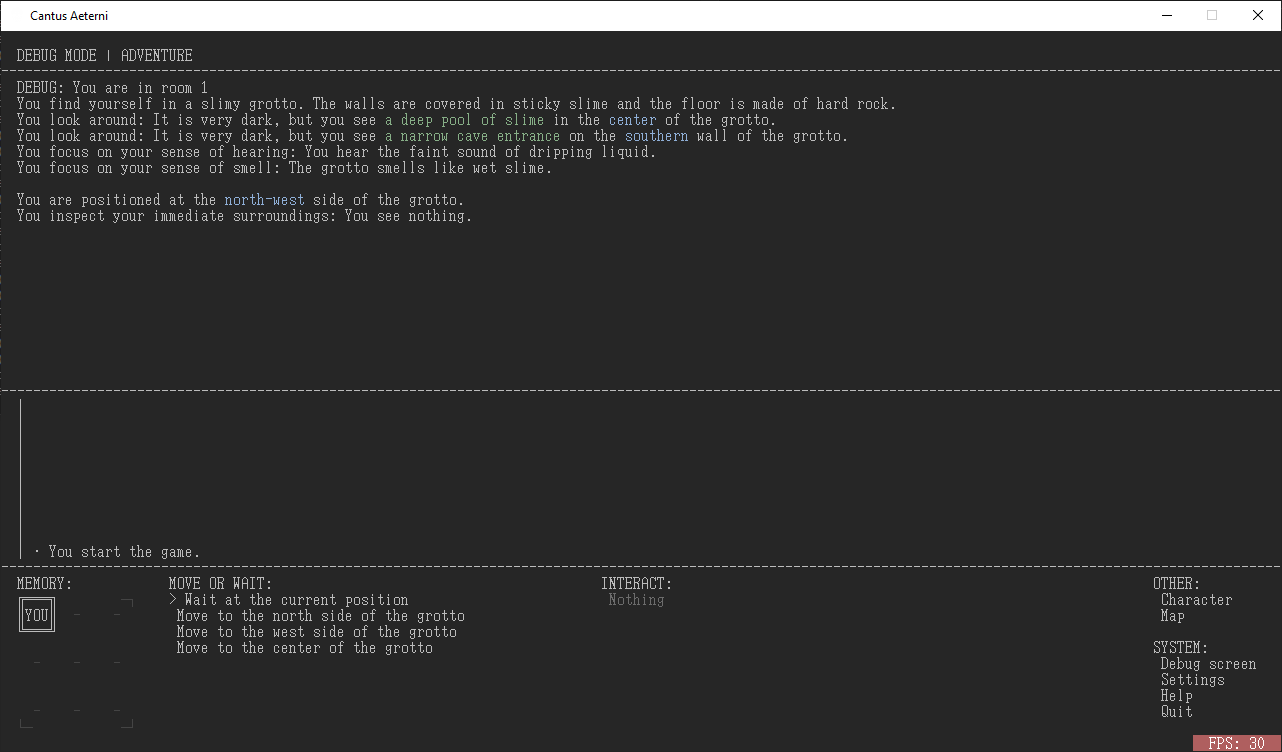 Cantus Aeterni
DEBUG MODE | ADVENTURE
DEBUG: You are in room 1
You find yourself in a slimy grotto. The walls are covered in sticky slime and the floor is made of hard rock.
You look around: It is very dark, but you see a deep pool of slime in the center of the grotto.
You look around: It is very dark, but you see a narrow cave entrance on the southern wall of the grotto.
You focus on your sense of hearing: You hear the faint sound of dripping liquid.
You focus on your sense of smell: The grotto smells like wet slime.
You are positioned at the north-west side of the grotto.
You inspect your immediate surroundings: You see nothing.
· You start the game.
MEMORY:
YOU
MOVE OR WAIT:
> Wait at the current position
Move to the north side of the grotto
Move to the west side of the grotto
Move to the center of the grotto
INTERACT:
Nothing
OTHER:
Character
Map
SYSTEM:
Debug screen
Settings
Help
Quit
FPS: 30